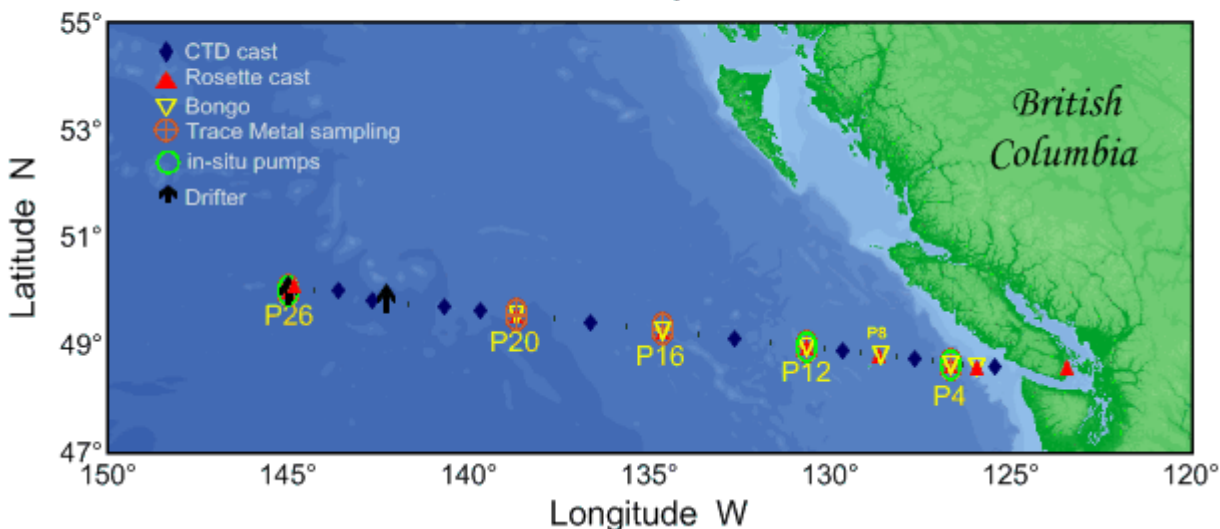 55°
53°
51°
49°
47°
Latitude N
CTD cast
Rosette cast
Bongo
Trace Metal sampling
in-situ pumps
Drifter
British
Columbia
P26
P20
P16
P12
P8
P4
150°
145°
140°
135°
130°
125°
120°
Longitude W